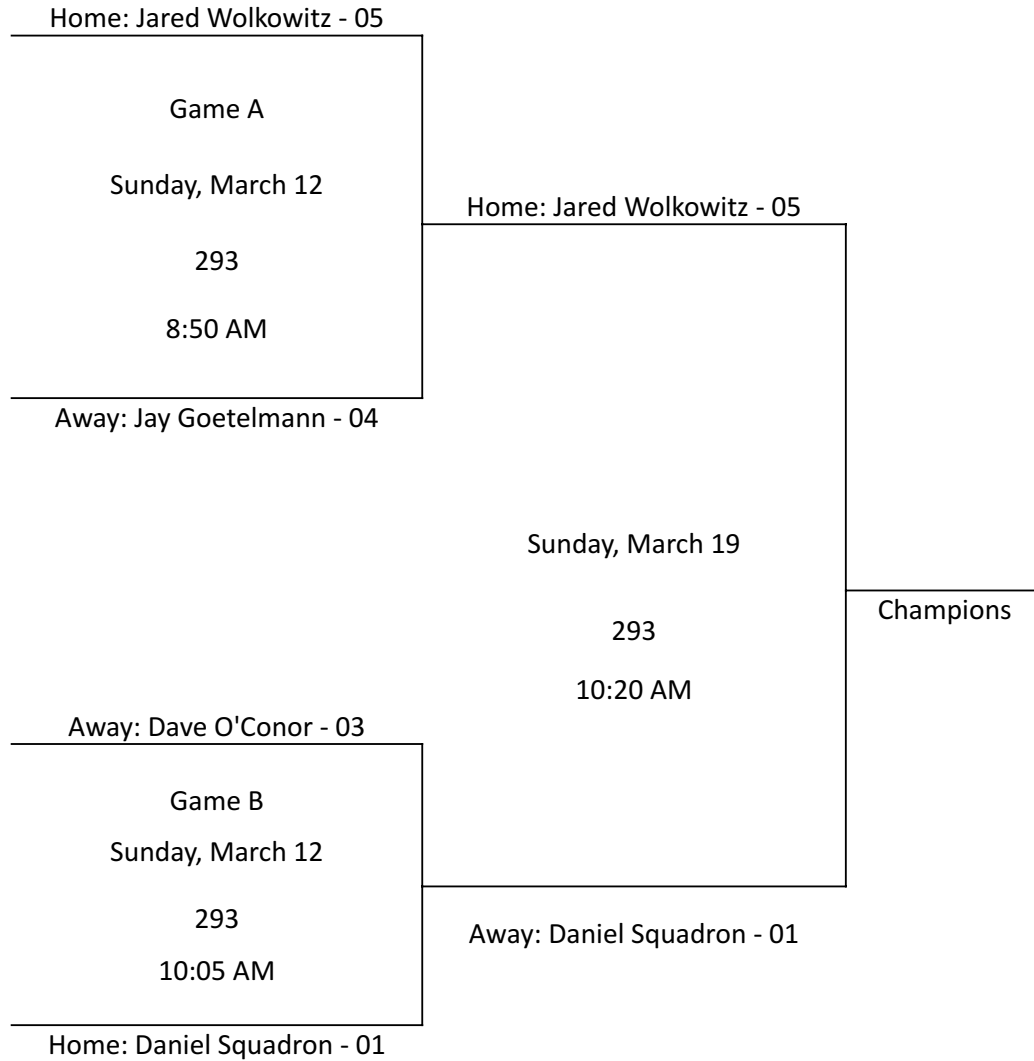 Home: Jared Wolkowitz - 05
Game A
Sunday, March 12
293
8:50 AM
Away: Jay Goetelmann - 04
Home: Jared Wolkowitz - 05
Sunday, March 19
293
10:20 AM
Champions
Away: Dave O'Conor - 03
Game B
Sunday, March 12
293
10:05 AM
Home: Daniel Squadron - 01
Away: Daniel Squadron - 01